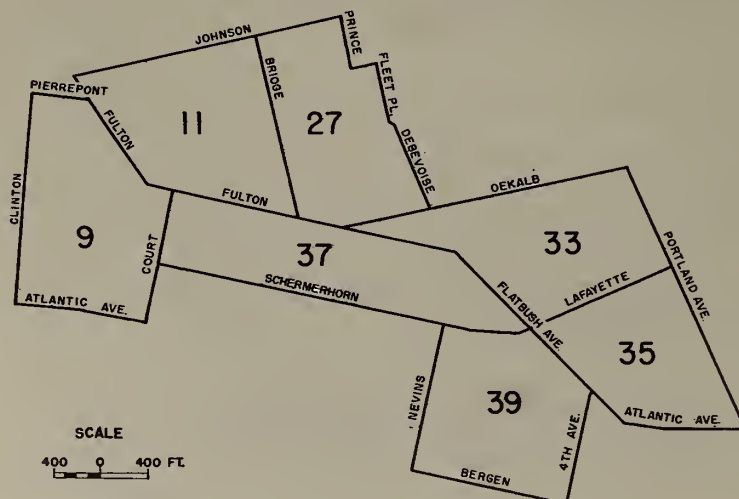 JOHNSON
PRINCE
PIERREPONT
BRIDGE
FLEET PL.
FULTON
11
27
DEBEVOISE
CLINTON
FULTON
OEKALB
9
COURT
37
33
PORTLAND AVE.
SCHERMERHORN
FLATBUSH AVE.
LAFAYETTE
ATLANTIC AVE.
35
NEVINS
39
4TH AVE.
ATLANTIC AVE.
BERGEN
SCALE
400 0 400 FT.